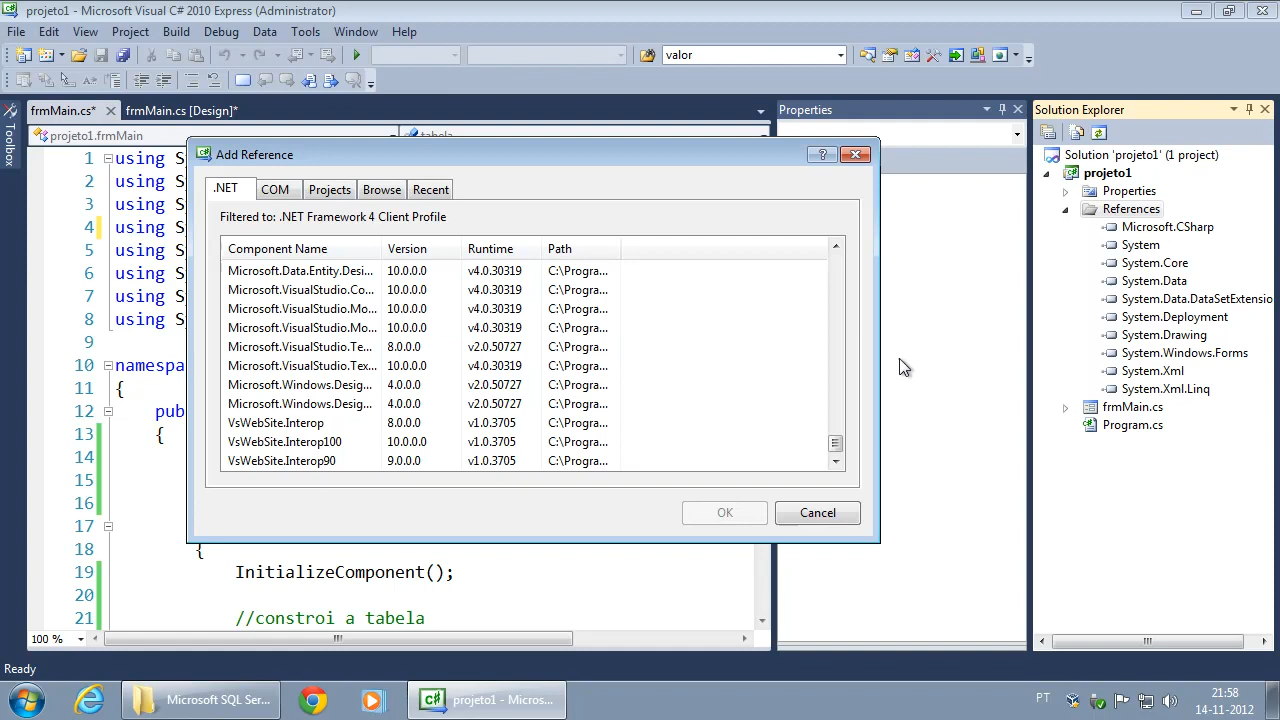 projeto1 - Microsoft Visual C# 2010 Express (Administrator)
File Edit View Project Build Debug Data Tools Window Help
valor
frmMain.cs* frmMain.cs [Design]*
projeto1.frmMain
tabela
Toolbox
1 using S
2 using S
3 using S
4 using S
5 using S
6 using S
7 using S
8 using S
9
10 namespa
11 {
12 pub
13 {
14
15
16
17
18 {
19 InitializeComponent();
20
21 //constroi a tabela
100 %
Add Reference
.NET COM Projects Browse Recent
Filtered to: .NET Framework 4 Client Profile
Component Name Version Runtime Path
Microsoft.Data.Entity.Desi... 10.0.0.0 v4.0.30319 C:\Progra...
Microsoft.VisualStudio.Co... 10.0.0.0 v4.0.30319 C:\Progra...
Microsoft.VisualStudio.Mo... 10.0.0.0 v4.0.30319 C:\Progra...
Microsoft.VisualStudio.Mo... 10.0.0.0 v4.0.30319 C:\Progra...
Microsoft.VisualStudio.Te... 8.0.0.0 v2.0.50727 C:\Progra...
Microsoft.VisualStudio.Tex... 10.0.0.0 v4.0.30319 C:\Progra...
Microsoft.Windows.Desig... 4.0.0.0 v2.0.50727 C:\Progra...
Microsoft.Windows.Desig... 4.0.0.0 v2.0.50727 C:\Progra...
VsWebSite.Interop 8.0.0.0 v1.0.3705 C:\Progra...
VsWebSite.Interop100 10.0.0.0 v1.0.3705 C:\Progra...
VsWebSite.Interop90 9.0.0.0 v1.0.3705 C:\Progra...
OK Cancel
Properties
Solution Explorer
Solution 'projeto1' (1 project)
projeto1
Properties
References
Microsoft.CSharp
System
System.Core
System.Data
System.Data.DataSetExtensio
System.Deployment
System.Drawing
System.Windows.Forms
System.Xml
System.Xml.Linq
frmMain.cs
Program.cs
Ready
Microsoft SQL Ser...
projeto1 - Micros...
PT
21:58
14-11-2012